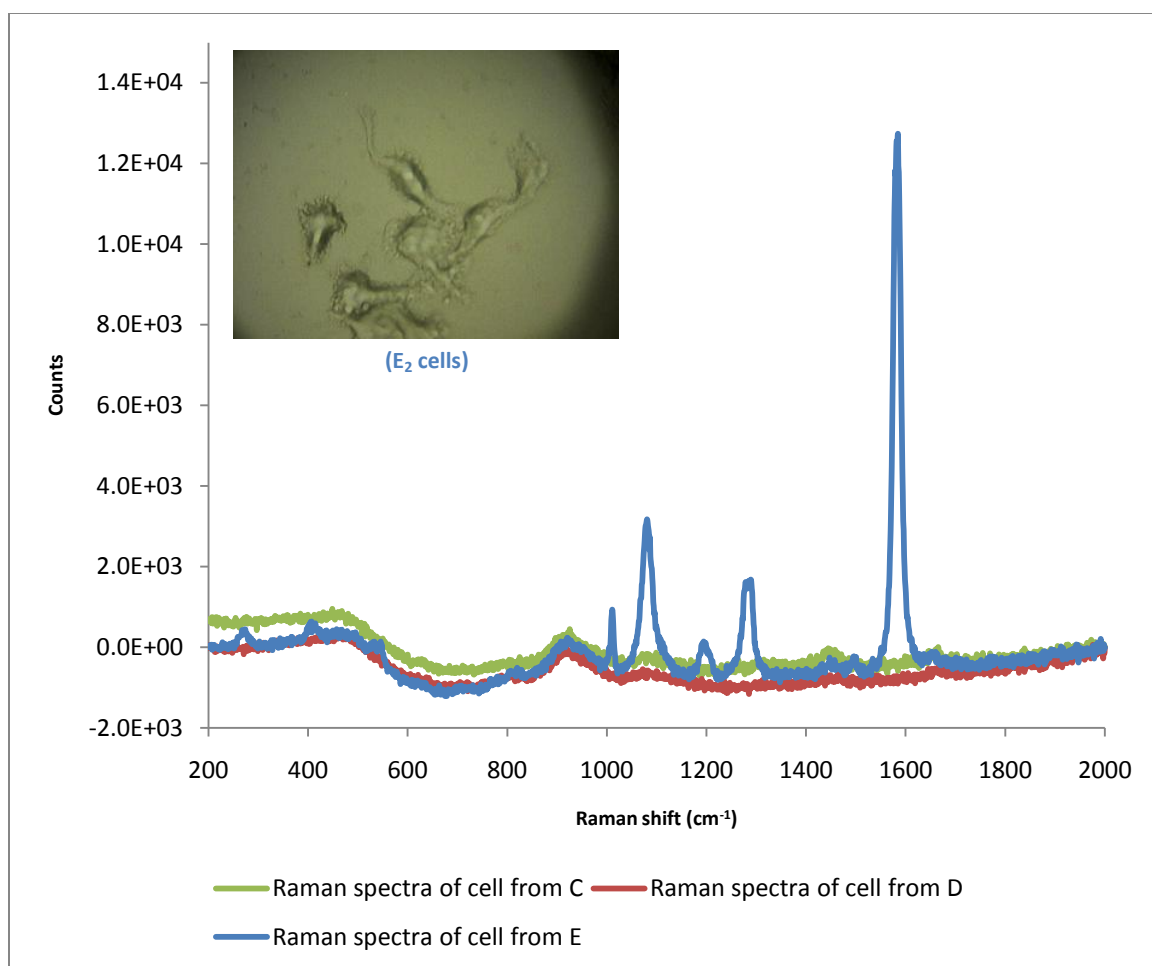 1.4E+04
1.2E+04
1.0E+04
8.0E+03
6.0E+03
4.0E+03
2.0E+03
0.0E+00
-2.0E+03
Counts
(E₂ cells)
200 400 600 800 1000 1200 1400 1600 1800 2000
Raman shift (cm⁻¹)
Raman spectra of cell from C Raman spectra of cell from D
Raman spectra of cell from E